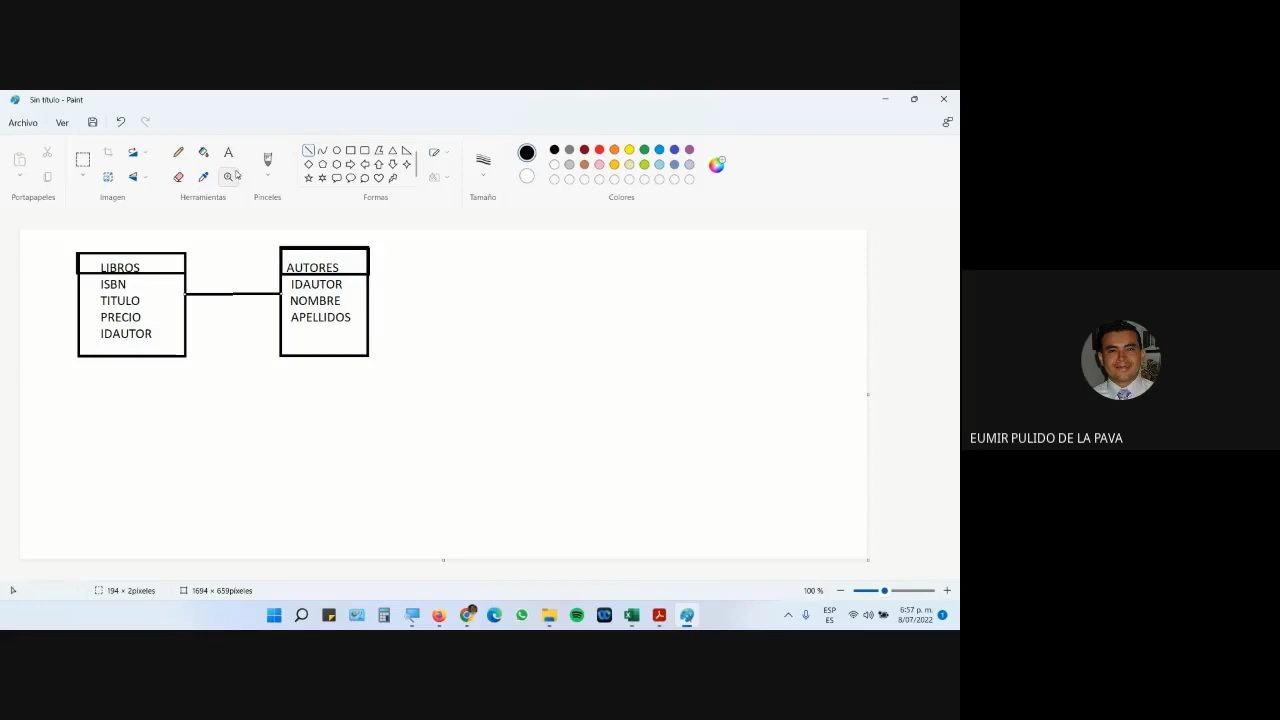 Sin título - Paint
Archivo Ver
A
Portapapeles Imagen Herramientas Pinceles Formas Tamaño Colores
LIBROS
ISBN
TITULO
PRECIO
IDAUTOR
AUTORES
IDAUTOR
NOMBRE
APELLIDOS
EUMIR PULIDO DE LA PAVA
194 × 2píxeles 1694 × 659píxeles 100 %
ESP
ES
6:57 p. m.
8/07/2022
1